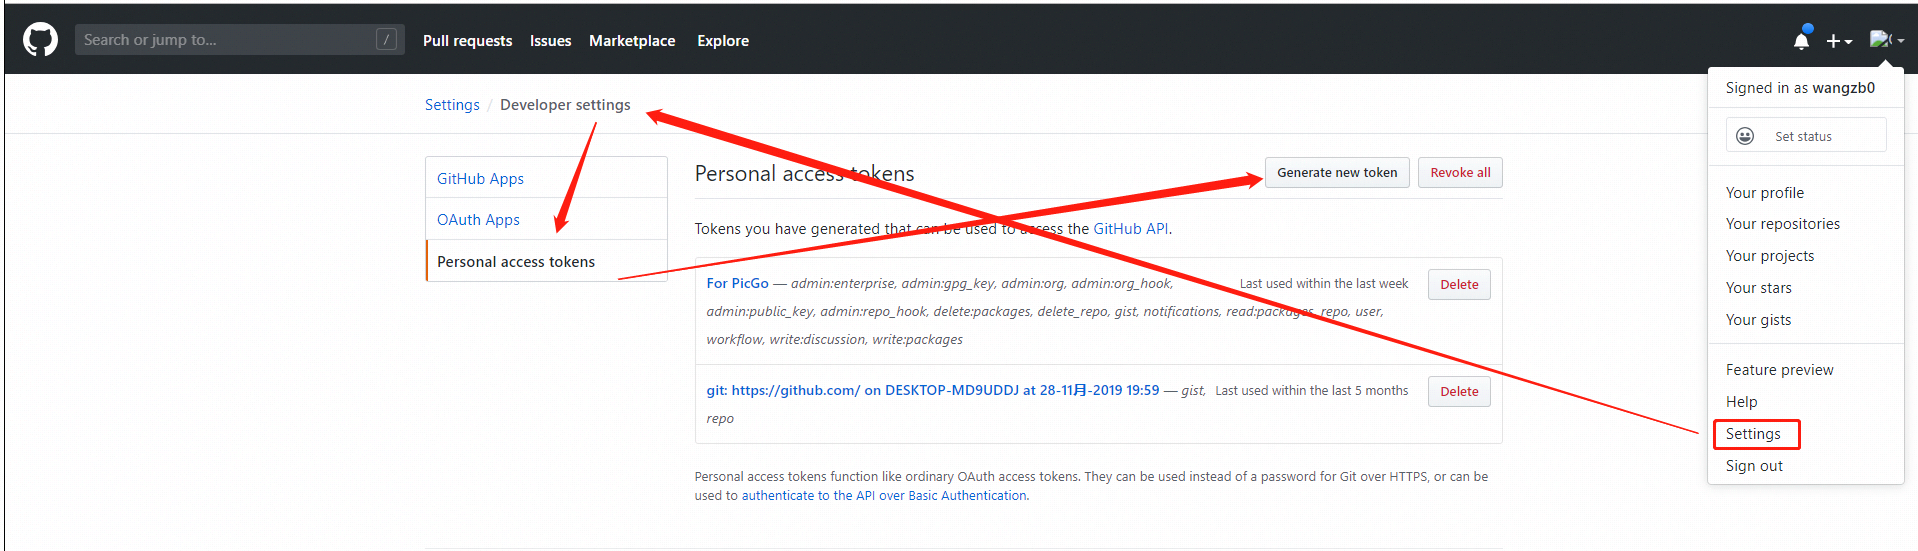 Search or jump to... /
Pull requests Issues Marketplace Explore
Signed in as wangzb0
Set status
Your profile
Your repositories
Your projects
Your stars
Your gists
Feature preview
Help
Settings
Sign out
Settings / Developer settings
GitHub Apps
OAuth Apps
Personal access tokens
Personal access tokens
Generate new token
Revoke all
Tokens you have generated that can be used to access the GitHub API.
For PicGo — admin:enterprise, admin:gpg_key, admin:org, admin:org_hook,
Last used within the last week
Delete
admin:public_key, admin:repo_hook, delete:packages, delete_repo, gist, notifications, read:packages, repo, user,
workflow, write:discussion, write:packages
git: https://github.com/ on DESKTOP-MD9UDDJ at 28-11月-2019 19:59 — gist,
Last used within the last 5 months
Delete
repo
Personal access tokens function like ordinary OAuth access tokens. They can be used instead of a password for Git over HTTPS, or can be
used to authenticate to the API over Basic Authentication.